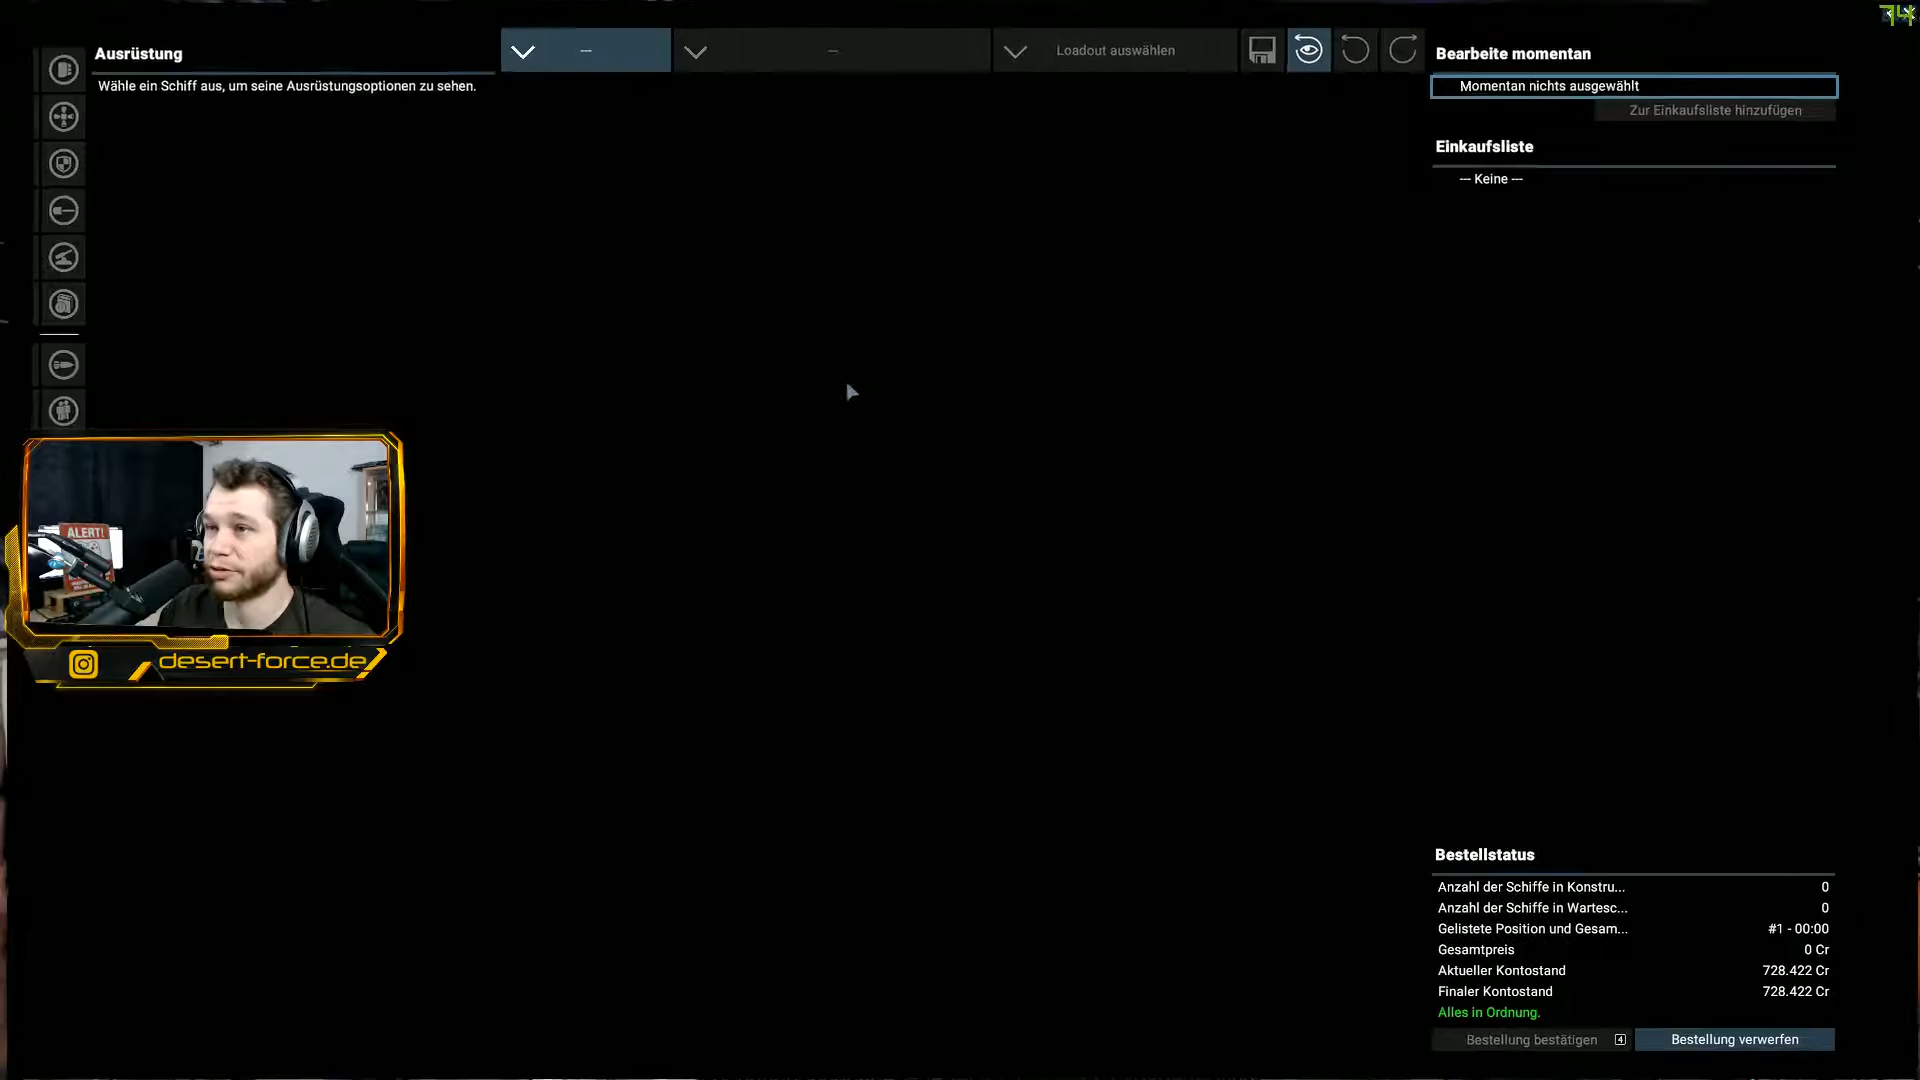 74
Ausrüstung
Wähle ein Schiff aus, um seine Ausrüstungsoptionen zu sehen.
—
—
Loadout auswählen
Bearbeite momentan
Momentan nichts ausgewählt
Zur Einkaufsliste hinzufügen
Einkaufsliste
--- Keine ---
ALERT!
desert-force.de
Bestellstatus
Anzahl der Schiffe in Konstru... 0
Anzahl der Schiffe in Wartesc... 0
Gelistete Position und Gesam... #1 - 00:00
Gesamtpreis 0 Cr
Aktueller Kontostand 728.422 Cr
Finaler Kontostand 728.422 Cr
Alles in Ordnung.
Bestellung bestätigen 4
Bestellung verwerfen